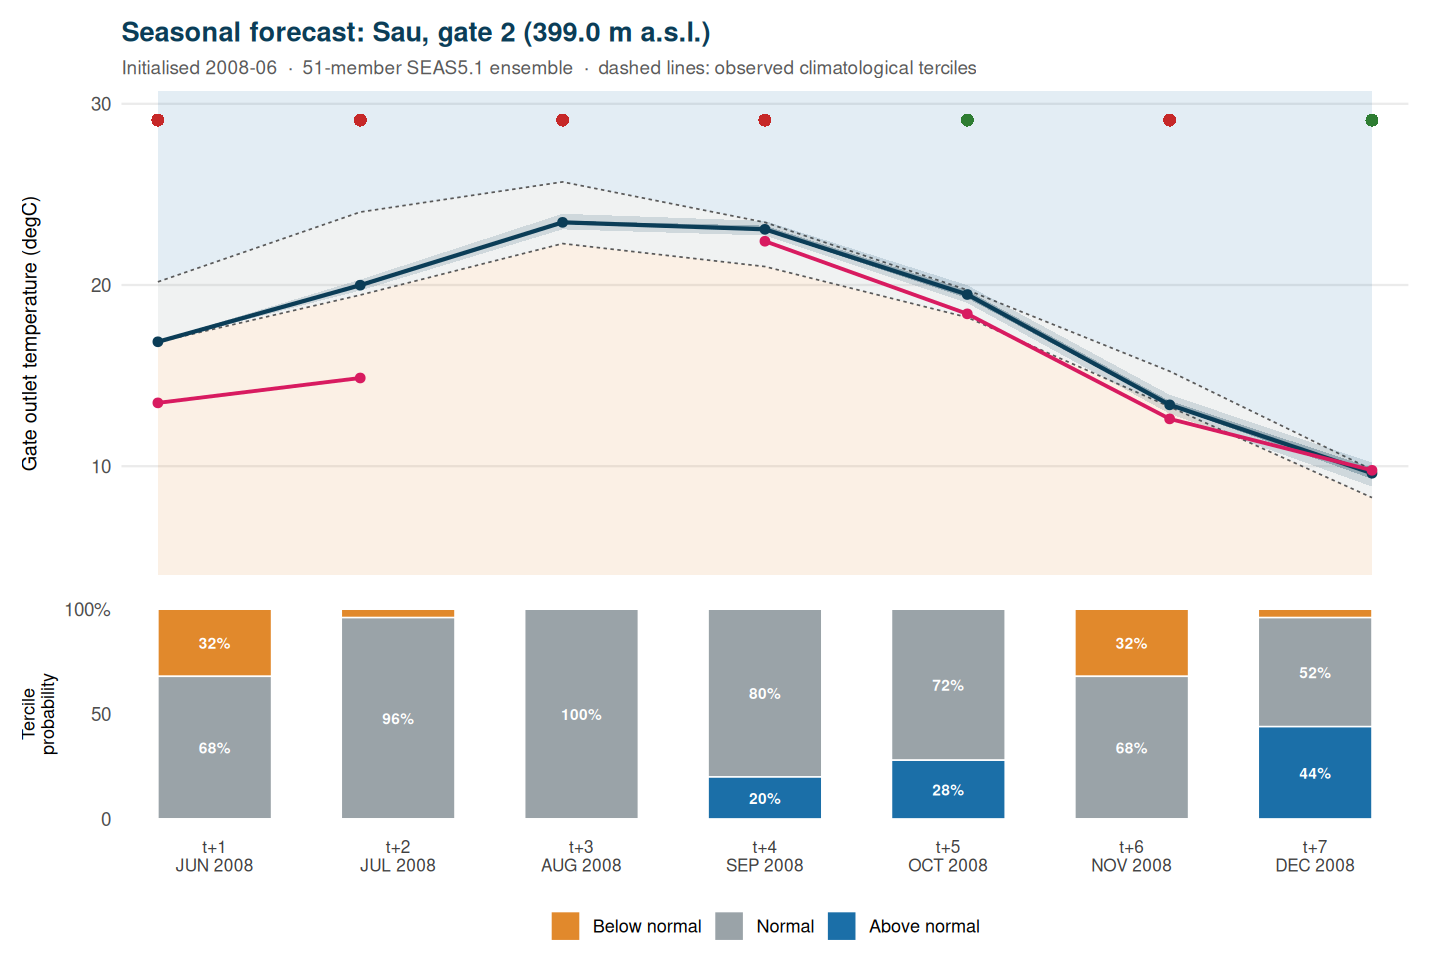 Seasonal forecast: Sau, gate 2 (399.0 m a.s.l.)
Initialised 2008-06 · 51-member SEAS5.1 ensemble · dashed lines: observed climatological terciles
Gate outlet temperature (degC)
30
20
10
Tercile
probability
100%
50
0
32%
68%
96%
100%
80%
20%
72%
28%
32%
68%
52%
44%
t+1
JUN 2008
t+2
JUL 2008
t+3
AUG 2008
t+4
SEP 2008
t+5
OCT 2008
t+6
NOV 2008
t+7
DEC 2008
Below normal
Normal
Above normal